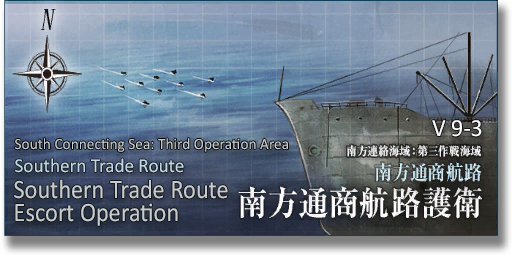 N
V 9-3
South Connecting Sea: Third Operation Area
南方連絡海域:第三作戦海域
Southern Trade Route
南方通商航路
Southern Trade Route
Escort Operation
南方通商航路護衛